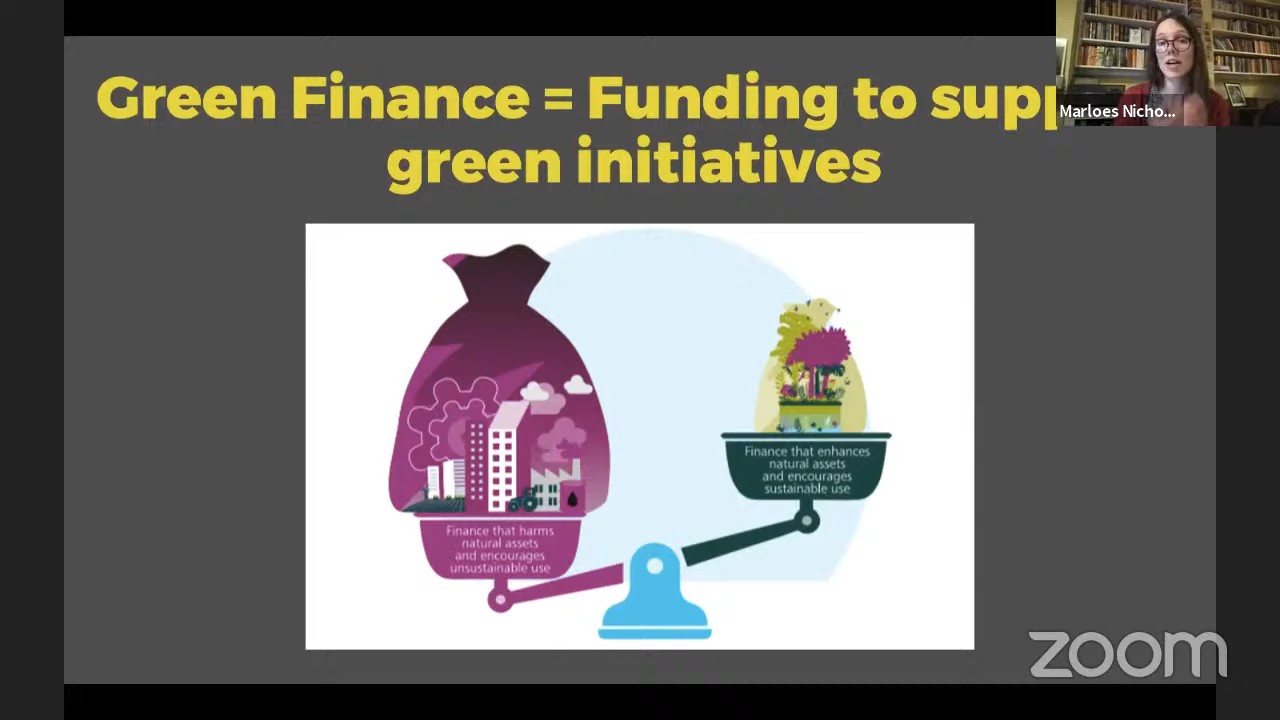 Green Finance = Funding to supp
green initiatives
Marloes Nicho...
Finance that enhances
natural assets
and encourages
sustainable use
Finance that harms
natural assets
and encourages
unsustainable use
zoom